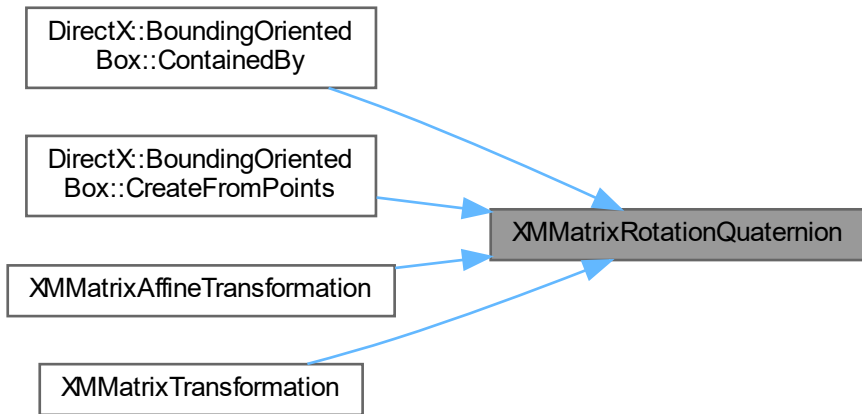 DirectX::BoundingOriented
Box::ContainedBy
DirectX::BoundingOriented
Box::CreateFromPoints
XMMatrixRotationQuaternion
XMMatrixAffineTransformation
XMMatrixTransformation